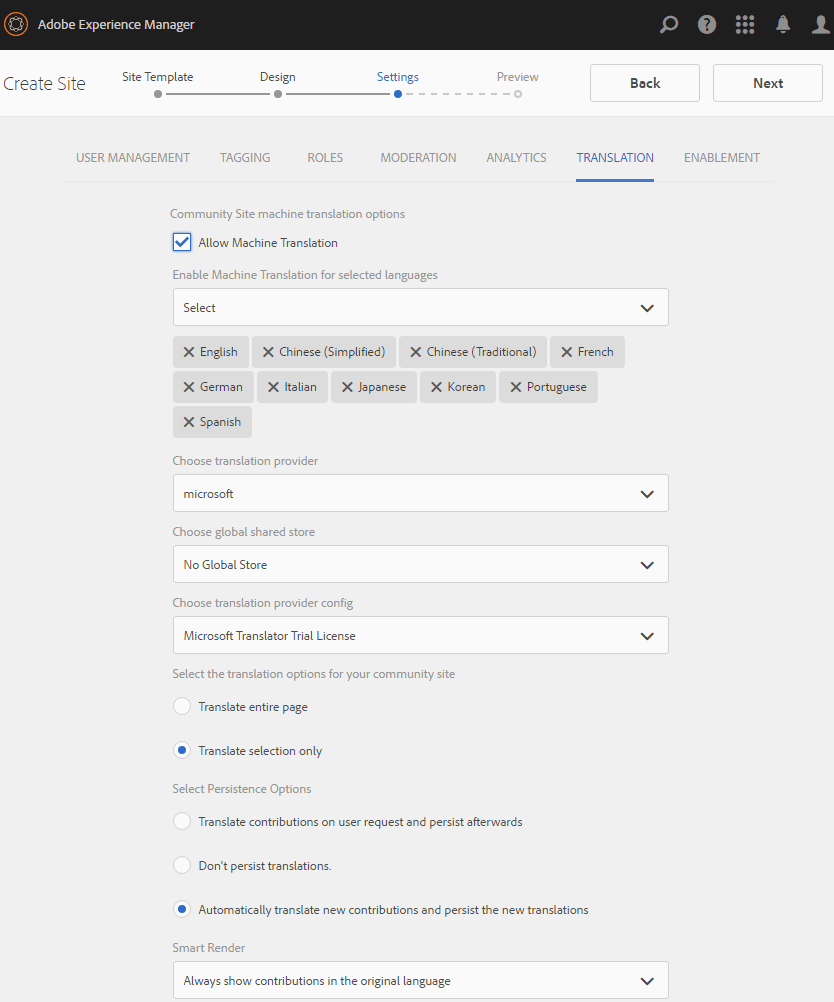 Adobe Experience Manager
Create Site
Site Template Design Settings Preview
Back Next
USER MANAGEMENT TAGGING ROLES MODERATION ANALYTICS TRANSLATION ENABLEMENT
Community Site machine translation options
Allow Machine Translation
Enable Machine Translation for selected languages
Select
English Chinese (Simplified) Chinese (Traditional) French
German Italian Japanese Korean Portuguese
Spanish
Choose translation provider
microsoft
Choose global shared store
No Global Store
Choose translation provider config
Microsoft Translator Trial License
Select the translation options for your community site
Translate entire page
Translate selection only
Select Persistence Options
Translate contributions on user request and persist afterwards
Don't persist translations.
Automatically translate new contributions and persist the new translations
Smart Render
Always show contributions in the original language